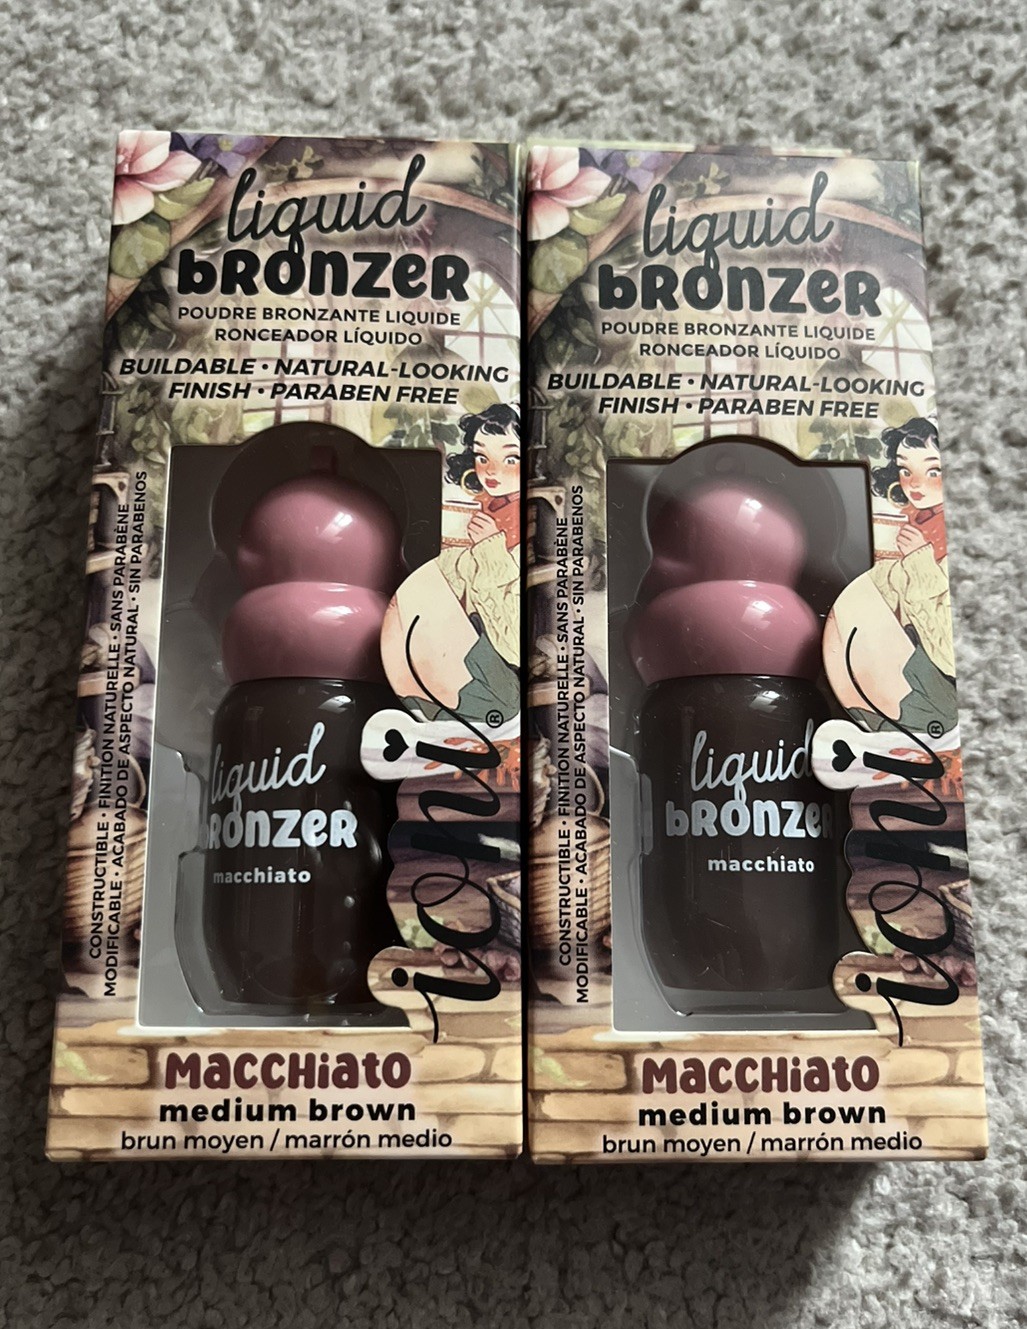 liquid
bronzer
POUDRE BRONZANTE LIQUIDE
RONCEADOR LÍQUIDO
BUILDABLE • NATURAL-LOOKING
FINISH • PARABEN FREE
CONSTRUCTIBLE • FINITION NATURELLE • SANS PARABÈNE
MODIFICABLE • ACABADO DE ASPECTO NATURAL • SIN PARABENOS
liquid
bronzer
macchiato
ioni®
Macchiato
medium brown
brun moyen / marrón medio
liquid
bronzer
POUDRE BRONZANTE LIQUIDE
RONCEADOR LÍQUIDO
BUILDABLE • NATURAL-LOOKING
FINISH • PARABEN FREE
CONSTRUCTIBLE • FINITION NATURELLE • SANS PARABÈNE
MODIFICABLE • ACABADO DE ASPECTO NATURAL • SIN PARABENOS
liquid
bronzer
macchiato
ioni®
Macchiato
medium brown
brun moyen / marrón medio